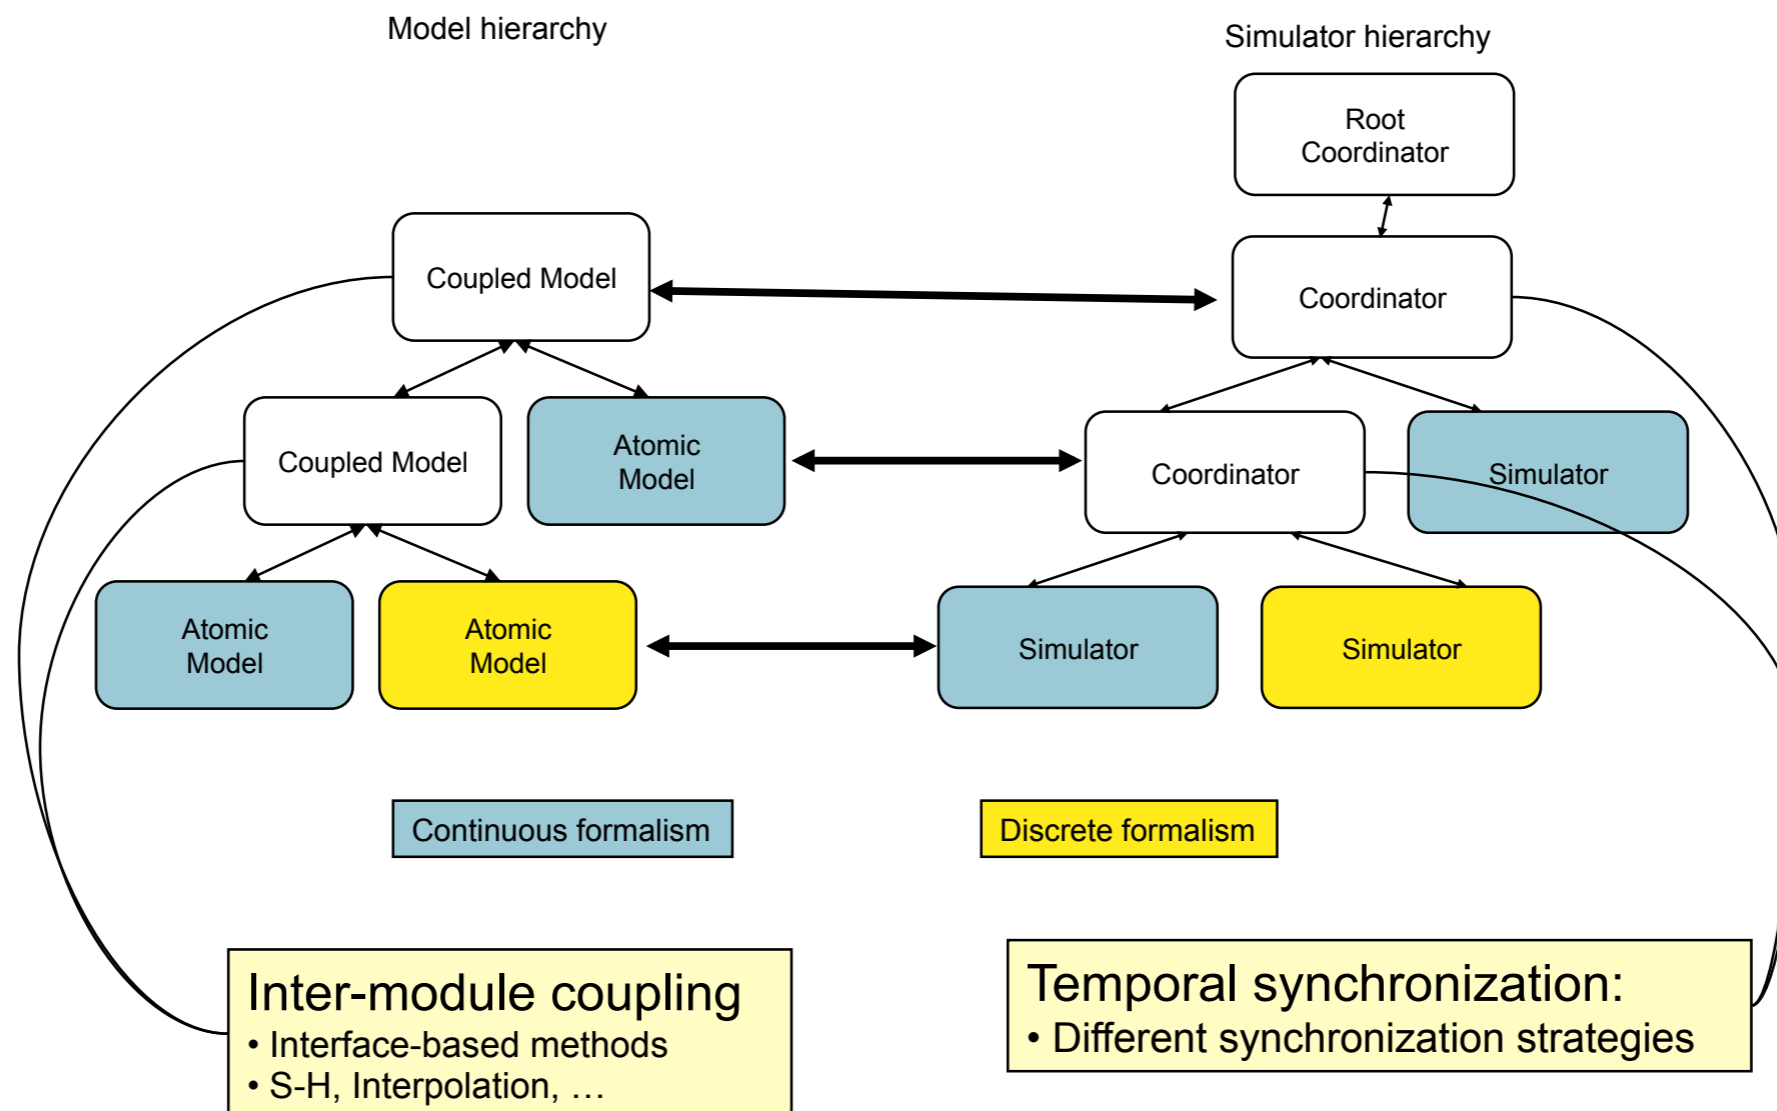 Model hierarchy
Simulator hierarchy
Root
Coordinator
Coupled Model
Coordinator
Coupled Model
Atomic
Model
Coordinator
Simulator
Atomic
Model
Atomic
Model
Simulator
Simulator
Continuous formalism
Discrete formalism
Inter-module coupling
• Interface-based methods
• S-H, Interpolation, …
Temporal synchronization:
• Different synchronization strategies